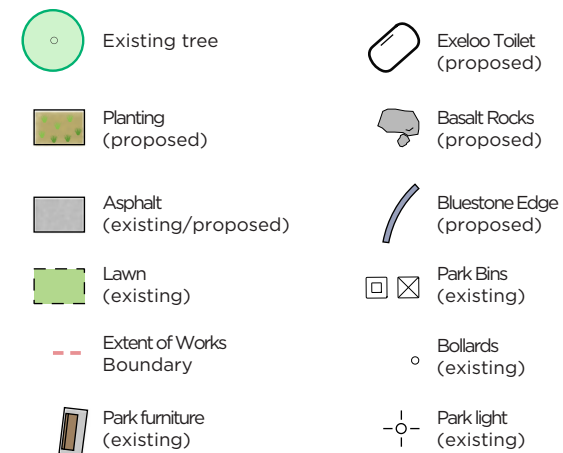 Existing tree
Planting
(proposed)
Asphalt
(existing/proposed)
Lawn
(existing)
Extent of Works
Boundary
Park furniture
(existing)
Exeloo Toilet
(proposed)
Basalt Rocks
(proposed)
Bluestone Edge
(proposed)
Park Bins
(existing)
Bollards
(existing)
Park light
(existing)